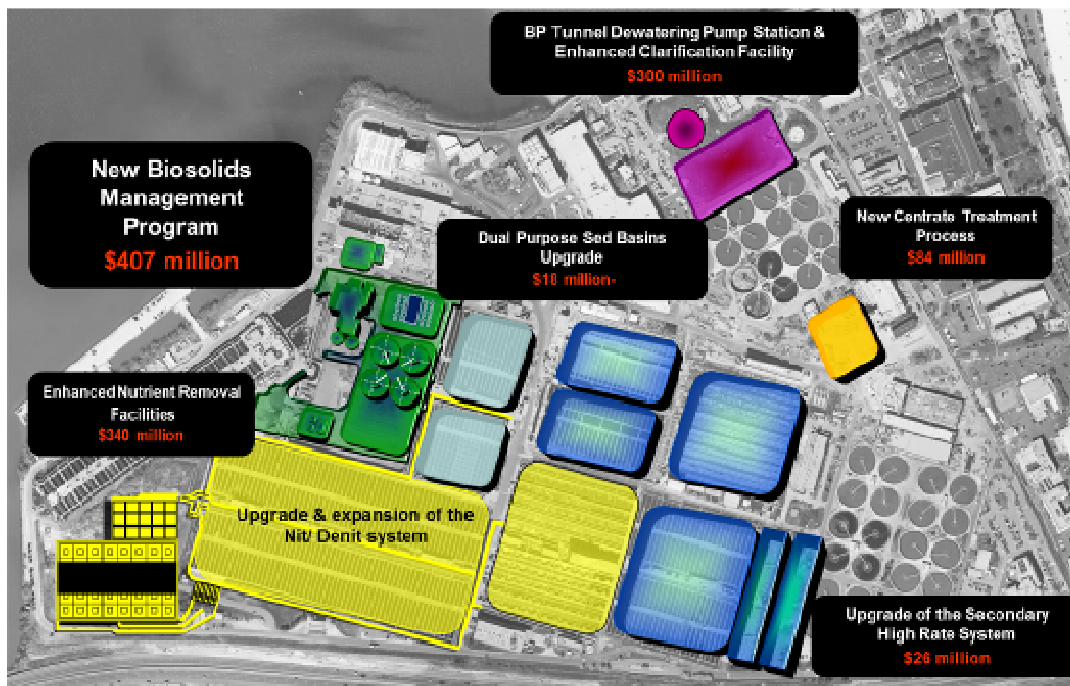 BP Tunnel Dewatering Pump Station &
Enhanced Clarification Facility
$300 million
New Biosolids
Management
Program
$407 million
Dual Purpose Sed Basins
Upgrade
$18 million-
New Centrate Treatment
Process
$84 million
Enhanced Nutrient Removal
Facilities
$340 million
Upgrade & expansion of the
Nit/ Denit system
Upgrade of the Secondary
High Rate System
$26 million